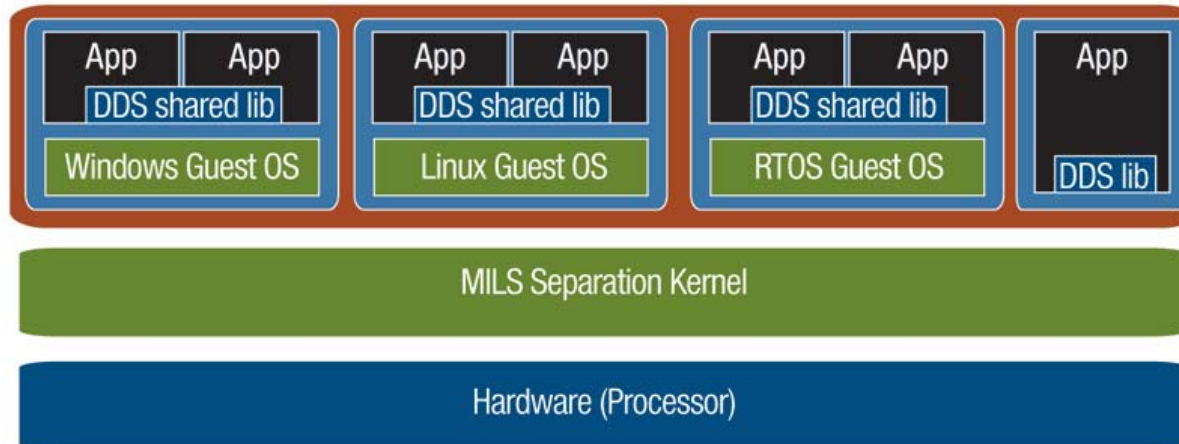 App App App App App App App
DDS shared lib DDS shared lib DDS shared lib
Windows Guest OS Linux Guest OS RTOS Guest OS DDS lib
MILS Separation Kernel
Hardware (Processor)